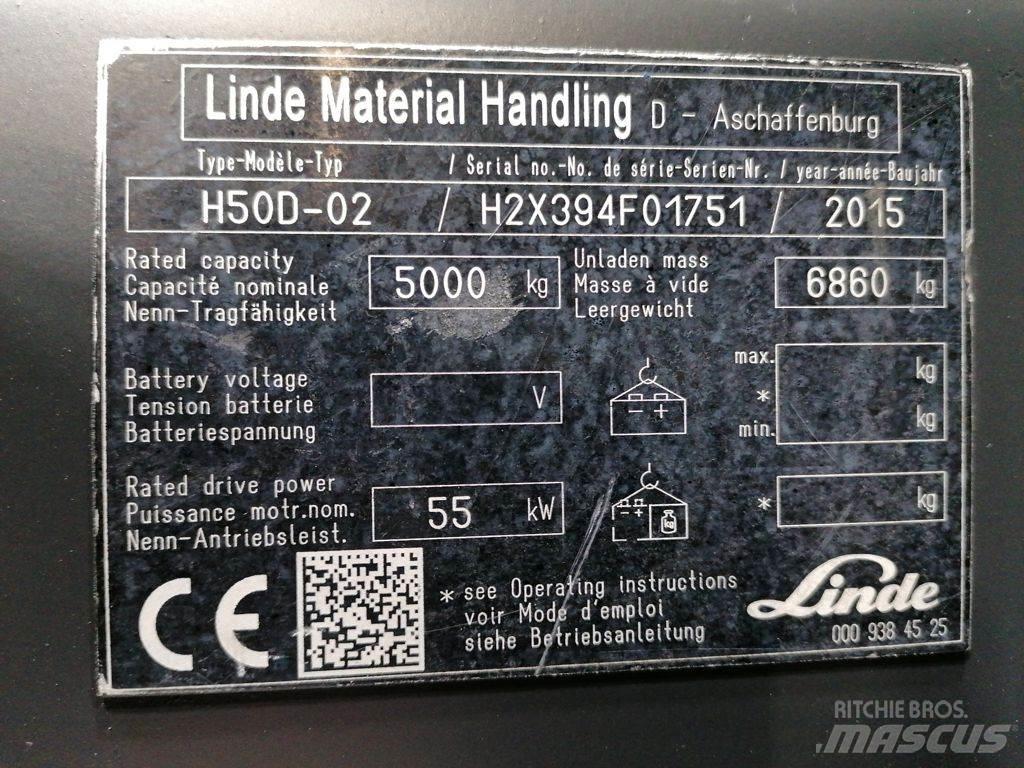 Linde Material Handling D - Aschaffenburg
Type-Modèle-Typ / Serial no.-No. de série-Serien-Nr. / year-année-Baujahr
H50D-02 / H2X394F01751 / 2015
Rated capacity
Capacité nominale
Nenn-Tragfähigkeit
5000 kg
Unladen mass
Masse à vide
Leergewicht
6860 kg
Battery voltage
Tension batterie
Batteriespannung
V
- +
max.
*
min.
kg
kg
Rated drive power
Puissance motr.nom.
Nenn-Antriebsleist.
55 kW
- +
kg
*
kg
CE
* see Operating instructions
voir Mode d'emploi
siehe Betriebsanleitung
Linde
000 938 45 25
RITCHIE BROS.
MASCUS